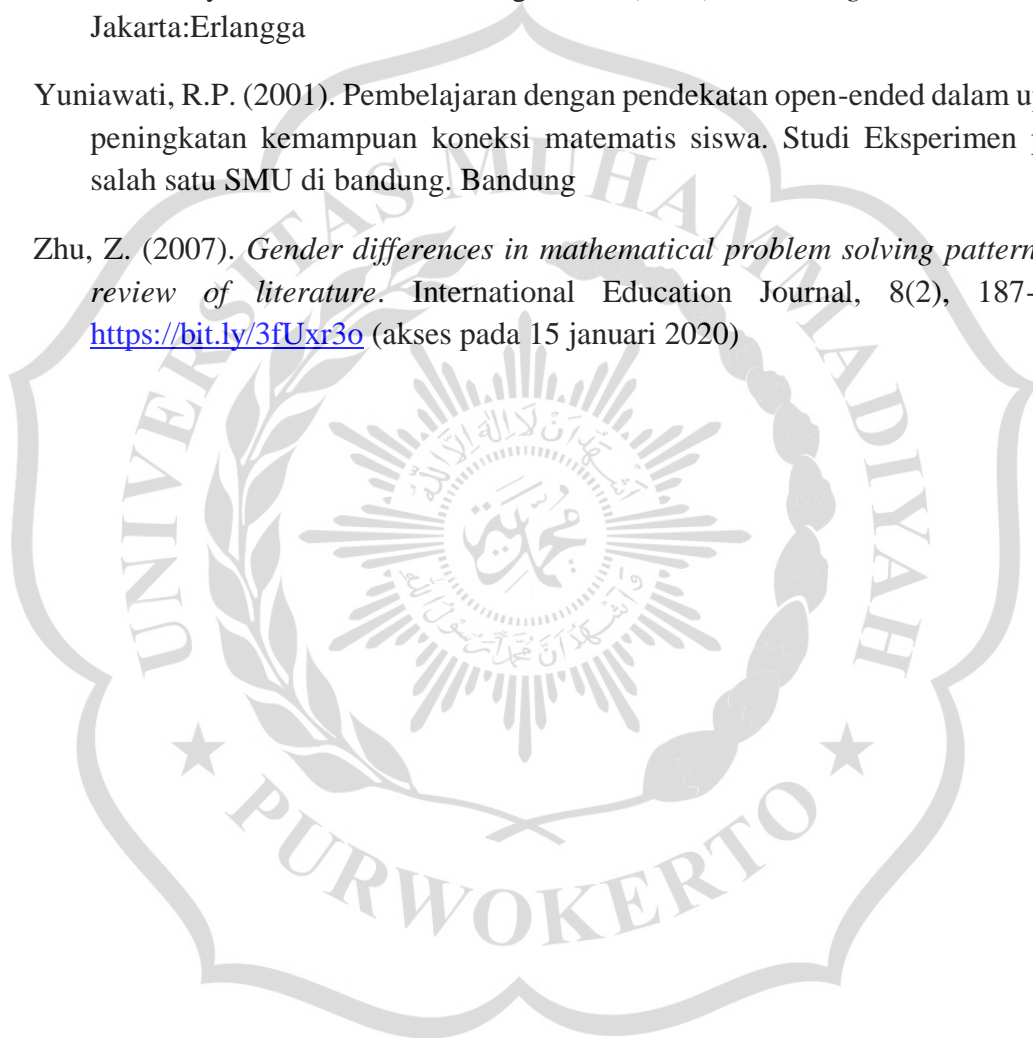 Jakarta:Erlangga
Yuniawati, R.P. (2001). Pembelajaran dengan pendekatan open-ended dalam
peningkatan kemampuan koneksi matematis siswa. Studi Eksperimen
salah satu SMU di bandung. Bandung
Zhu, Z. (2007). Gender differences in mathematical problem solving pattern
review of literature. International Education Journal, 8(2), 187-
https://bit.ly/3fUxr3o (akses pada 15 januari 2020)
UNIVERSITAS MUHAMMADIYAH
PURWOKERTO